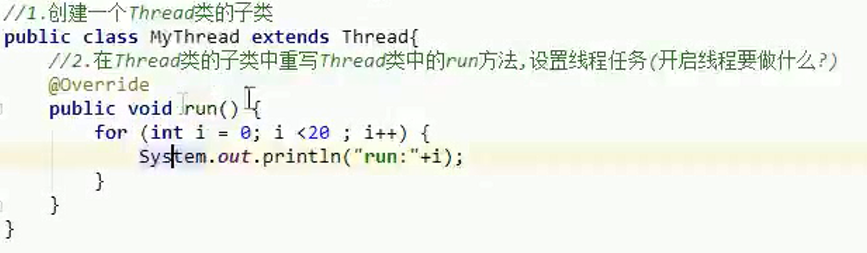 //1.创建一个Thread类的子类
public class MyThread extends Thread{
//2.在Thread类的子类中重写Thread类中的run方法,设置线程任务(开启线程要做什么?)
@Override
public void run() {
for (int i = 0; i <20 ; i++) {
System.out.println("run:"+i);
}
}
}